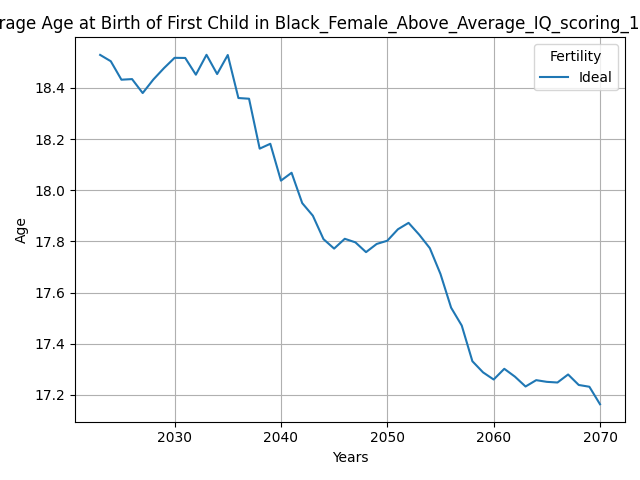 rage Age at Birth of First Child in Black_Female_Above_Average_IQ_scoring_1
Fertility
Ideal
Age
18.4
18.2
18.0
17.8
17.6
17.4
17.2
2030 2040 2050 2060 2070
Years